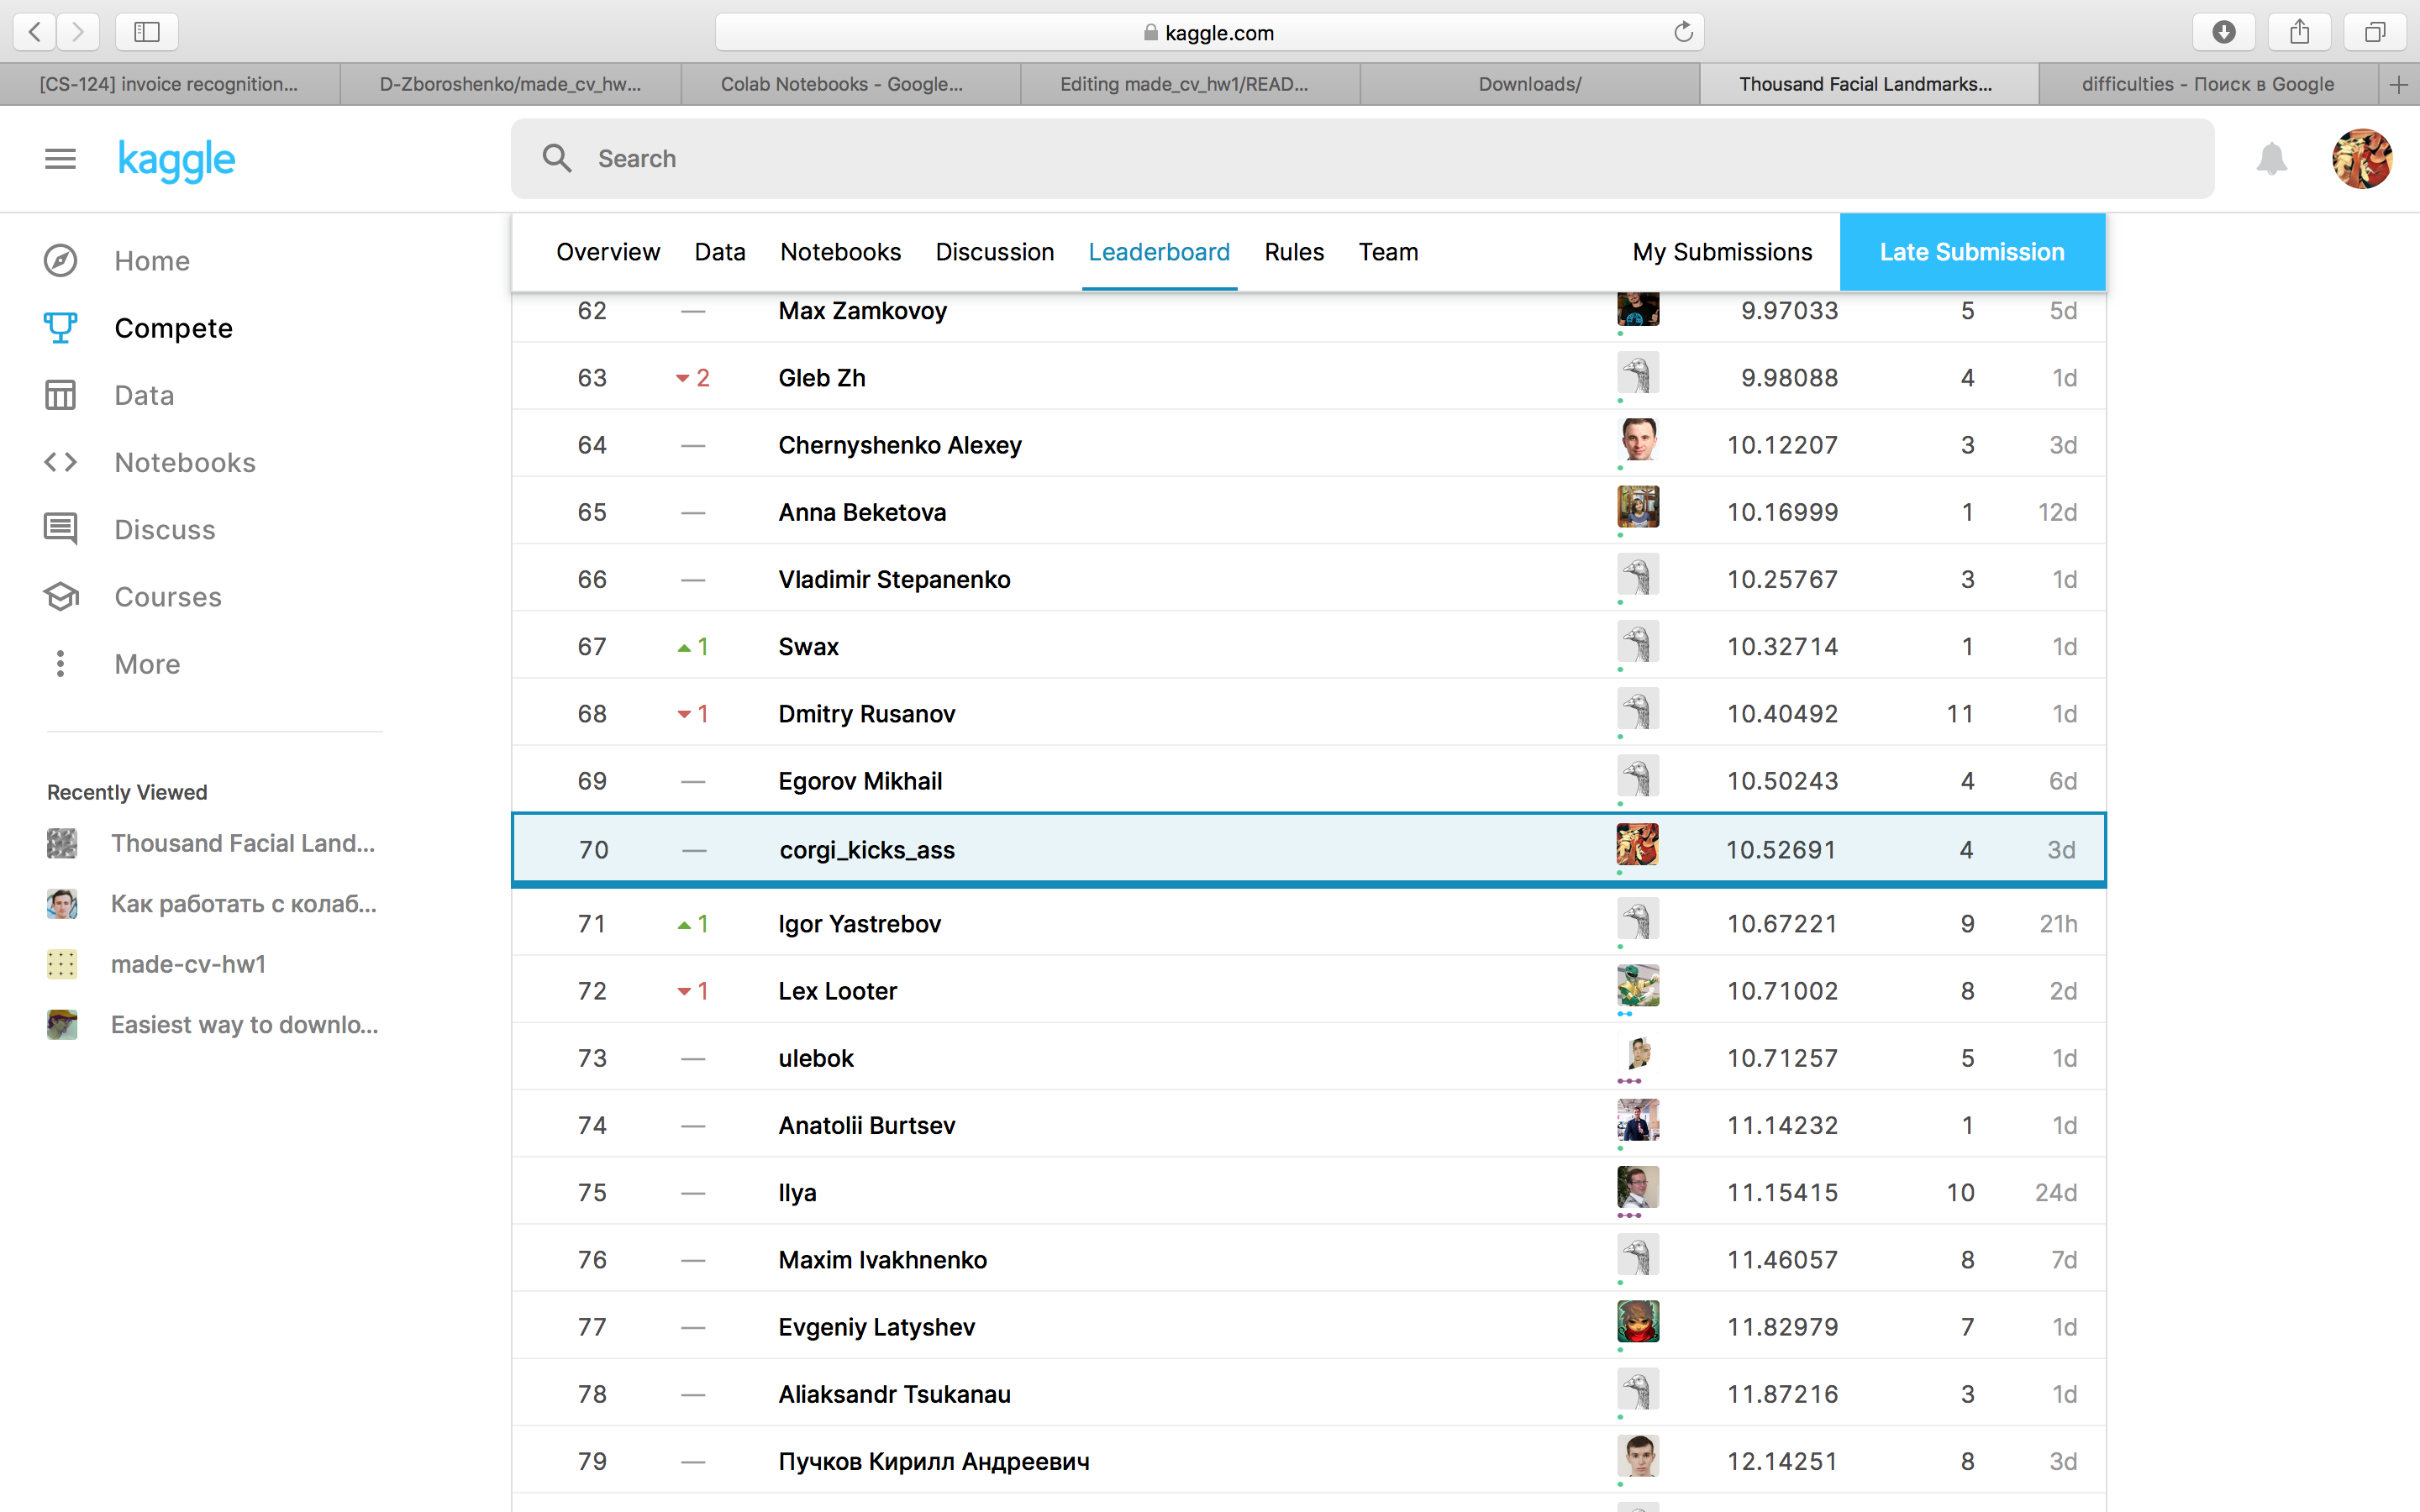 kaggle.com
[CS-124] invoice recognition...
D-Zboroshenko/made_cv_hw...
Colab Notebooks - Google...
Editing made_cv_hw1/READ...
Downloads/
Thousand Facial Landmarks...
difficulties - Поиск в Google
kaggle
Search
Overview Data Notebooks Discussion Leaderboard Rules Team My Submissions Late Submission
Home
Compete
Data
Notebooks
Discuss
Courses
More
Recently Viewed
Thousand Facial Land...
Как работать с колаб...
made-cv-hw1
Easiest way to downlo...
62 — Max Zamkovoy 9.97033 5 5d
63 ▼ 2 Gleb Zh 9.98088 4 1d
64 — Chernyshenko Alexey 10.12207 3 3d
65 — Anna Beketova 10.16999 1 12d
66 — Vladimir Stepanenko 10.25767 3 1d
67 ▲ 1 Swax 10.32714 1 1d
68 ▼ 1 Dmitry Rusanov 10.40492 11 1d
69 — Egorov Mikhail 10.50243 4 6d
70 — corgi_kicks_ass 10.52691 4 3d
71 ▲ 1 Igor Yastrebov 10.67221 9 21h
72 ▼ 1 Lex Looter 10.71002 8 2d
73 — ulebok 10.71257 5 1d
74 — Anatolii Burtsev 11.14232 1 1d
75 — Ilya 11.15415 10 24d
76 — Maxim Ivakhnenko 11.46057 8 7d
77 — Evgeniy Latyshev 11.82979 7 1d
78 — Aliaksandr Tsukanau 11.87216 3 1d
79 — Пучков Кирилл Андреевич 12.14251 8 3d